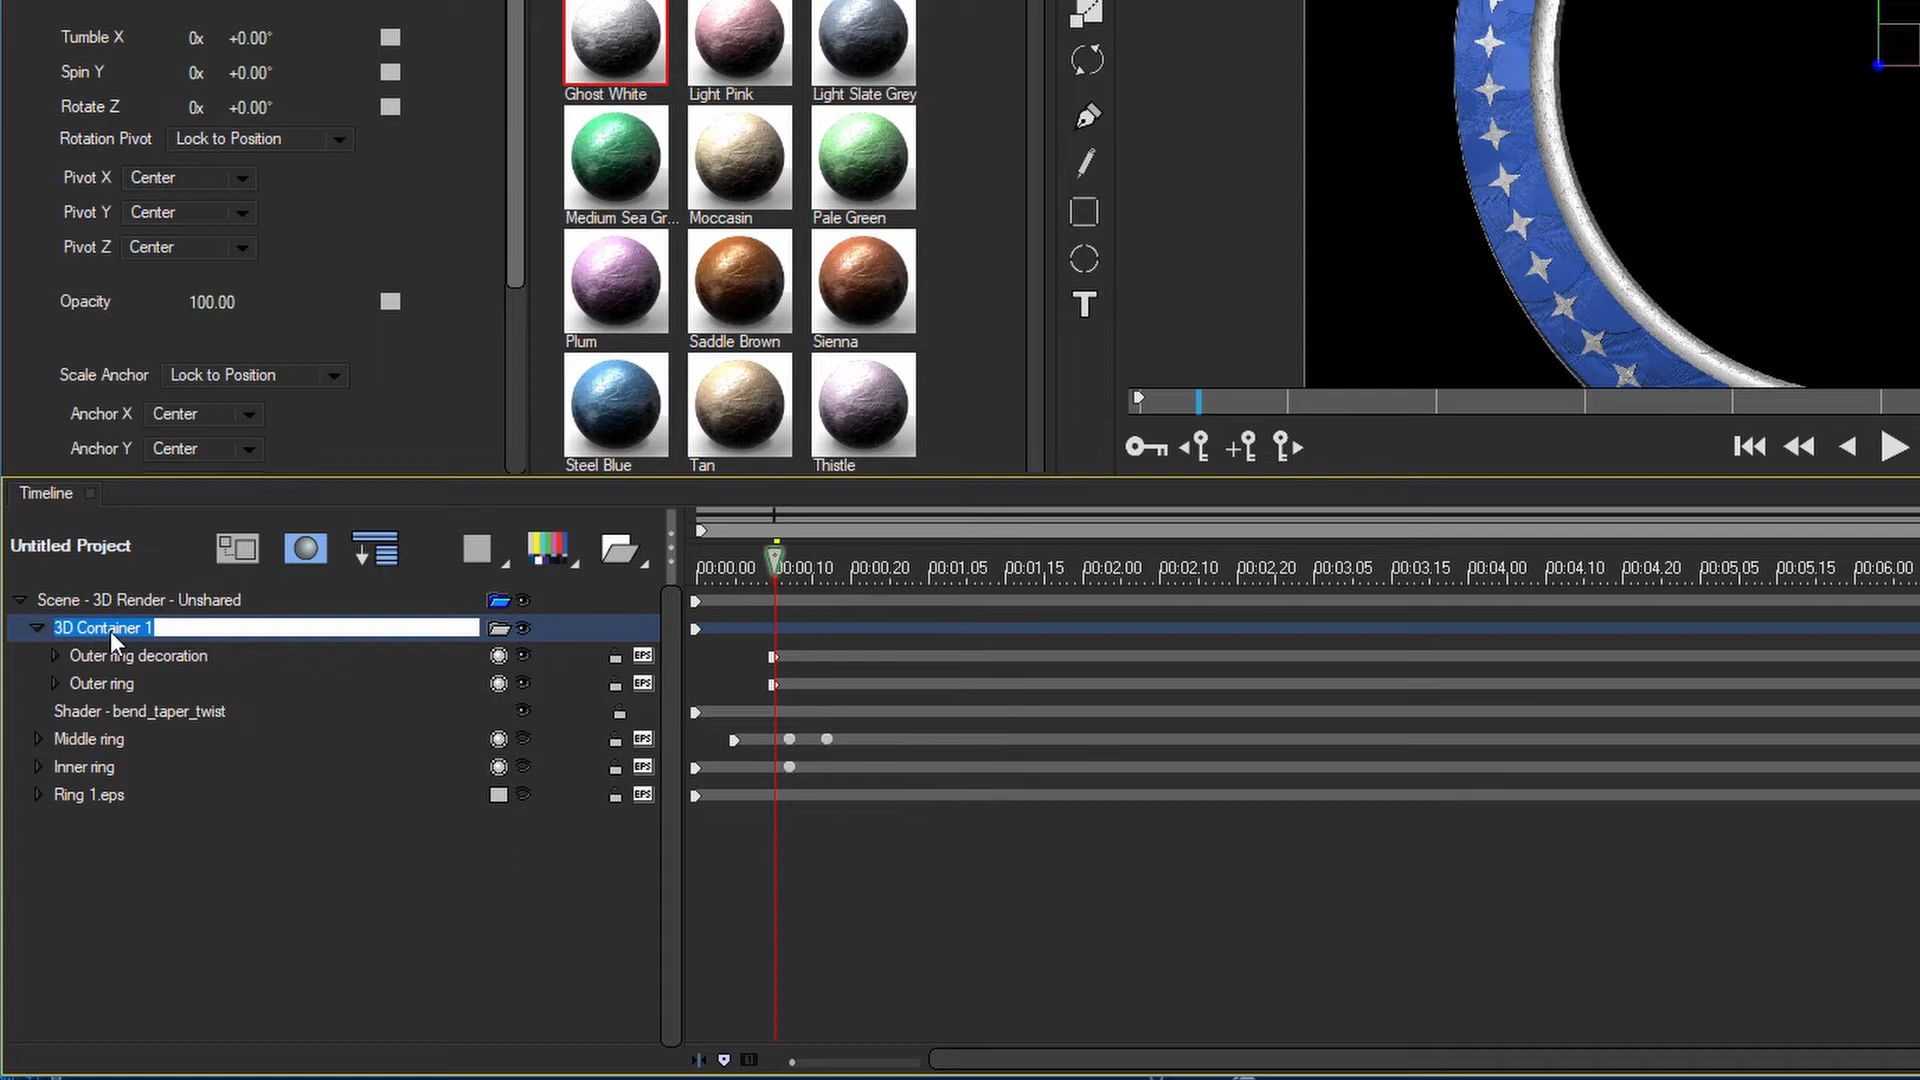 Tumble X 0x +0.00°
Spin Y 0x +0.00°
Rotate Z 0x +0.00°
Rotation Pivot Lock to Position
Pivot X Center
Pivot Y Center
Pivot Z Center
Opacity 100.00
Scale Anchor Lock to Position
Anchor X Center
Anchor Y Center
Ghost White Light Pink Light Slate Grey
Medium Sea Gr... Moccasin Pale Green
Plum Saddle Brown Sienna
Steel Blue Tan Thistle
T
Timeline
Untitled Project
00:00.00 00:00.10 00:00.20 00:01.05 00:01.15 00:02.00 00:02.10 00:02.20 00:03.05 00:03.15 00:04.00 00:04.10 00:04.20 00:05.05 00:05.15 00:06.00
Scene - 3D Render - Unshared
3D Container 1
Outer ring decoration EPS
Outer ring EPS
Shader - bend_taper_twist
Middle ring EPS
Inner ring EPS
Ring 1.eps EPS